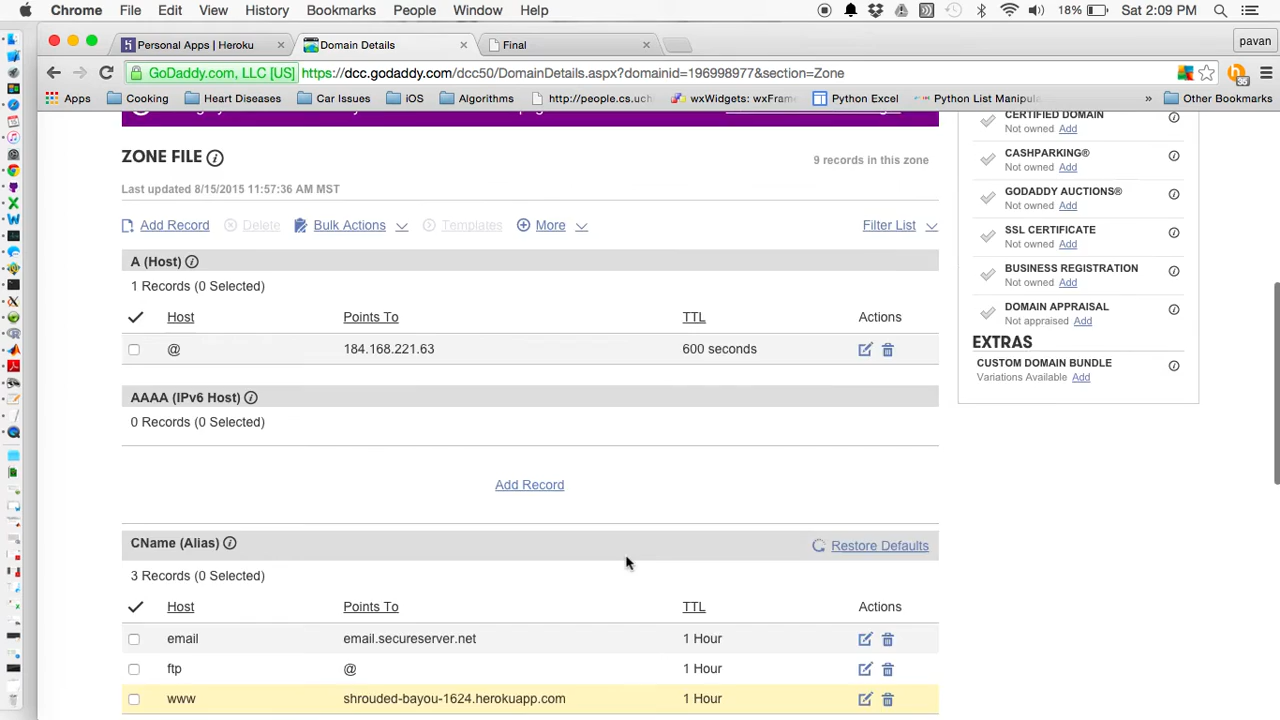 Chrome File Edit View History Bookmarks People Window Help 18% Sat 2:09 PM
Personal Apps | Heroku Domain Details Final pavan
GoDaddy.com, LLC [US] https://dcc.godaddy.com/dcc50/DomainDetails.aspx?domainid=196998977&section=Zone
Apps Cooking Heart Diseases Car Issues iOS Algorithms http://people.cs.uch wxWidgets: wxFram Python Excel Python List Manipula » Other Bookmarks
ZONE FILE
9 records in this zone
Last updated 8/15/2015 11:57:36 AM MST
Add Record Delete Bulk Actions Templates More Filter List
A (Host)
1 Records (0 Selected)
Host Points To TTL Actions
@ 184.168.221.63 600 seconds
AAAA (IPv6 Host)
0 Records (0 Selected)
Add Record
CName (Alias) Restore Defaults
3 Records (0 Selected)
Host Points To TTL Actions
email email.secureserver.net 1 Hour
ftp @ 1 Hour
www shrouded-bayou-1624.herokuapp.com 1 Hour
CERTIFIED DOMAIN
Not owned Add
CASHPARKING®
Not owned Add
GODADDY AUCTIONS®
Not owned Add
SSL CERTIFICATE
Not owned Add
BUSINESS REGISTRATION
Not owned Add
DOMAIN APPRAISAL
Not appraised Add
EXTRAS
CUSTOM DOMAIN BUNDLE
Variations Available Add